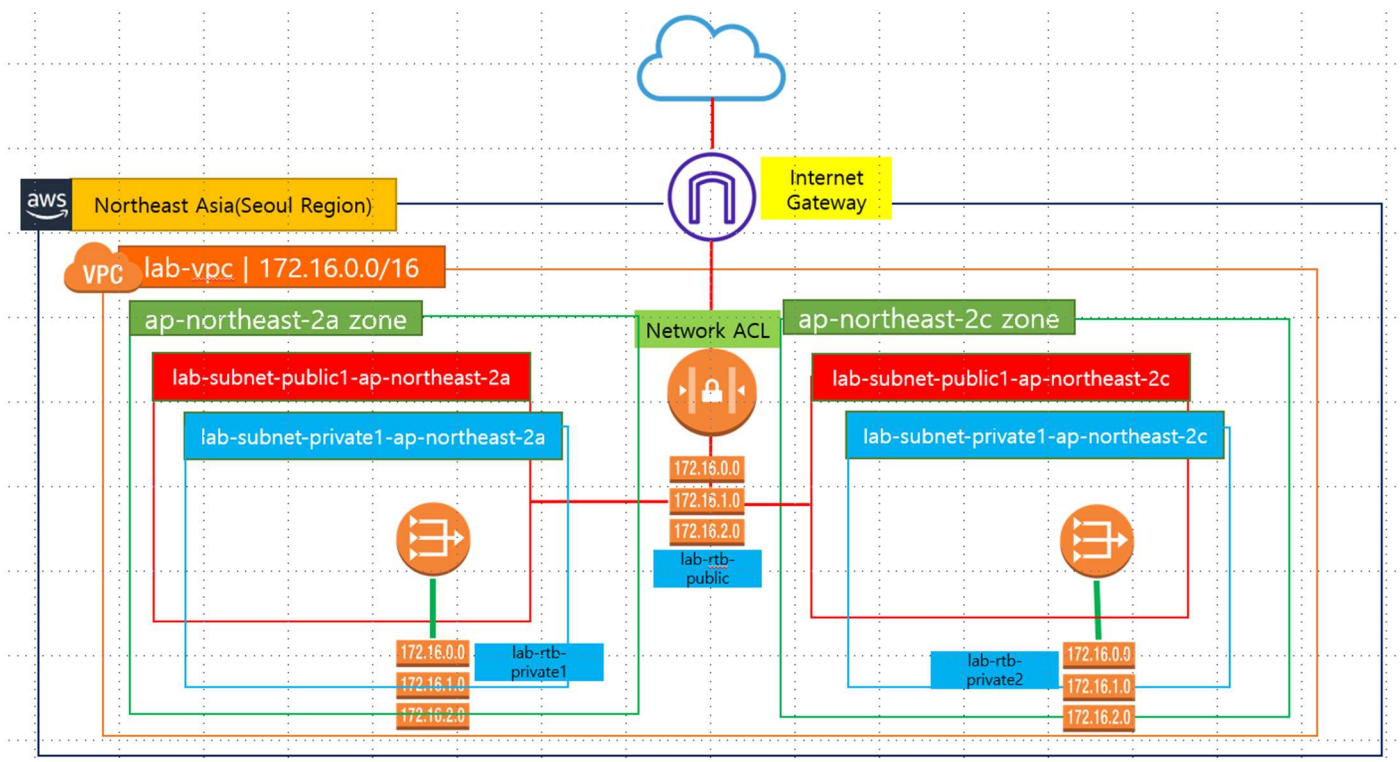 aws
Northeast Asia(Seoul Region)
Internet
Gateway
VPC
lab-vpc | 172.16.0.0/16
ap-northeast-2a zone
Network ACL
ap-northeast-2c zone
lab-subnet-public1-ap-northeast-2a
lab-subnet-public1-ap-northeast-2c
lab-subnet-private1-ap-northeast-2a
lab-subnet-private1-ap-northeast-2c
172.16.0.0
172.16.1.0
172.16.2.0
lab-rtb-
public
172.16.0.0
172.16.1.0
172.16.2.0
lab-rtb-
private1
lab-rtb-
private2
172.16.0.0
172.16.1.0
172.16.2.0